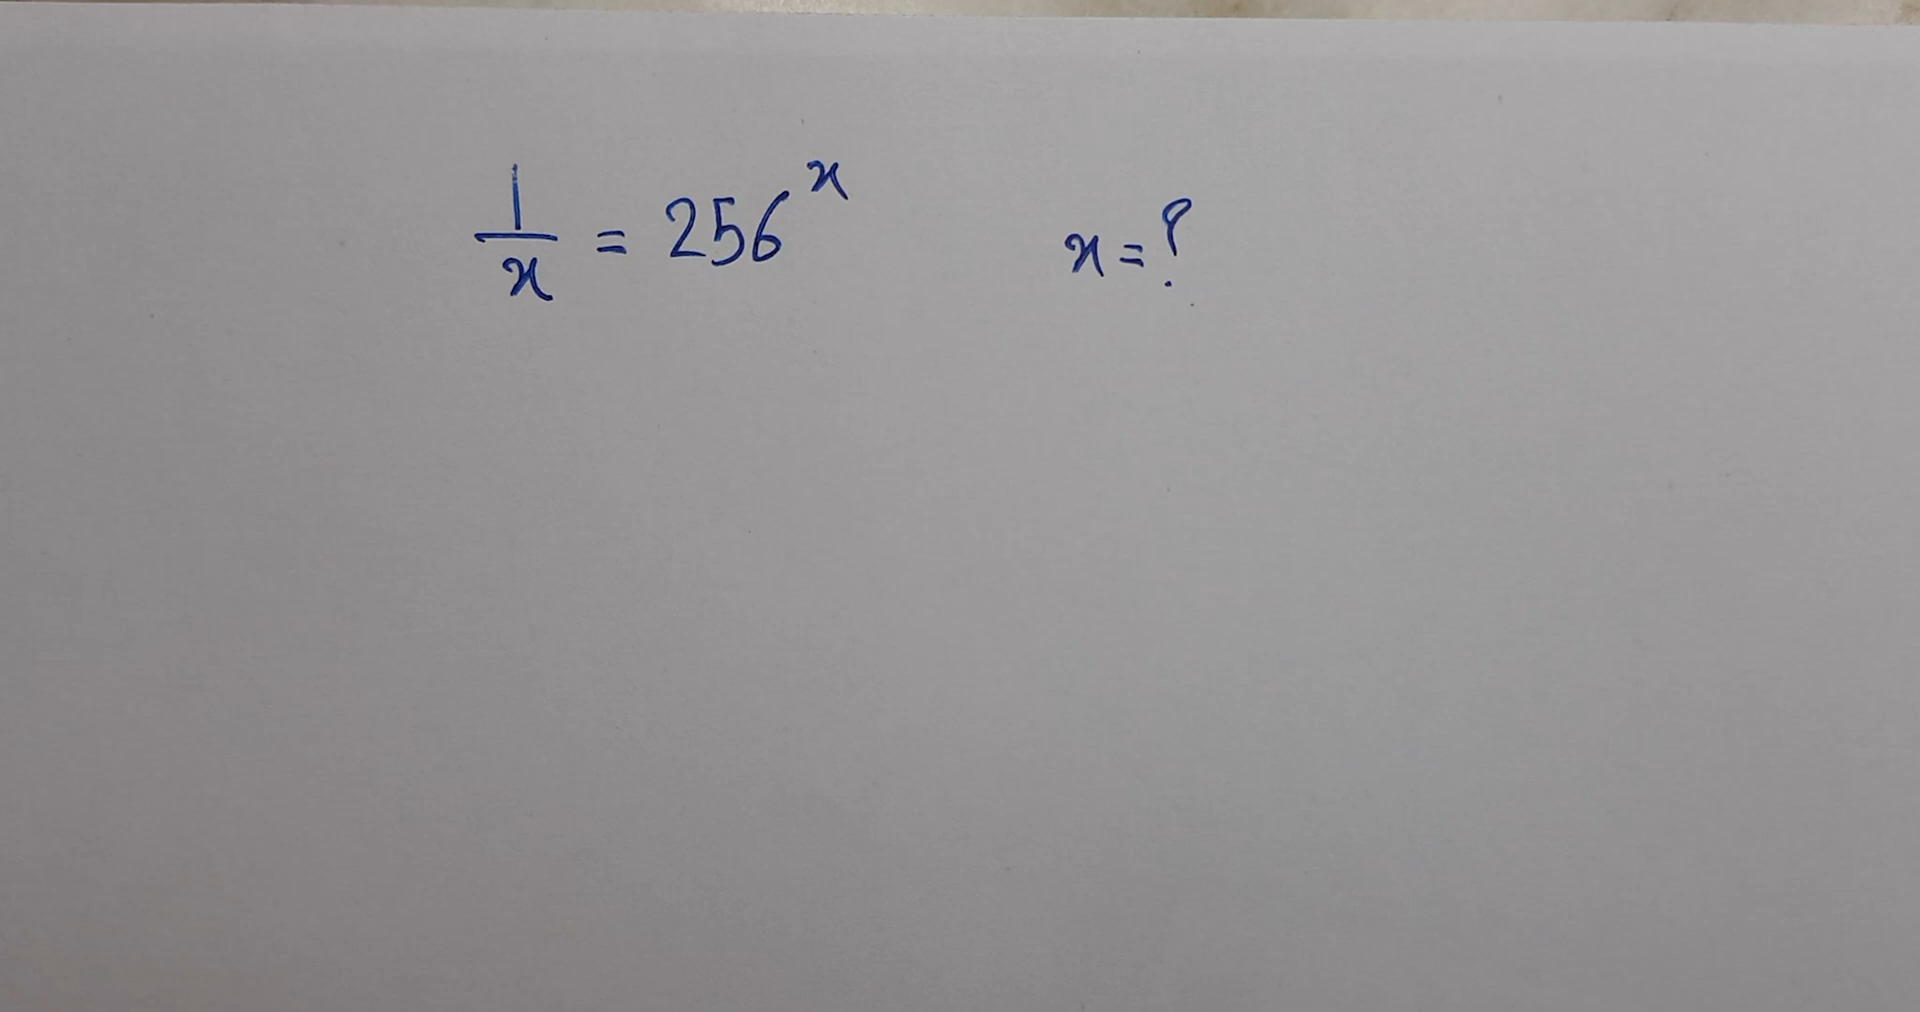 1/x = 256^x x = ?